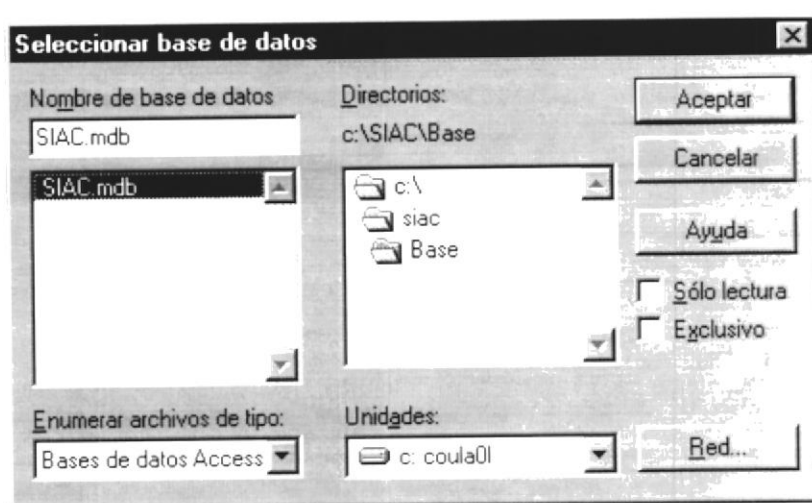 Seleccionar base de datos
Nombre de base de datos
SIAC.mdb
SIAC.mdb
Enumerar archivos de tipo:
Bases de datos Access
Directorios:
c:\SIAC\Base
c:\
siac
Base
Unidades:
c: coula0l
Aceptar
Cancelar
Ayuda
Sólo lectura
Exclusivo
Red...